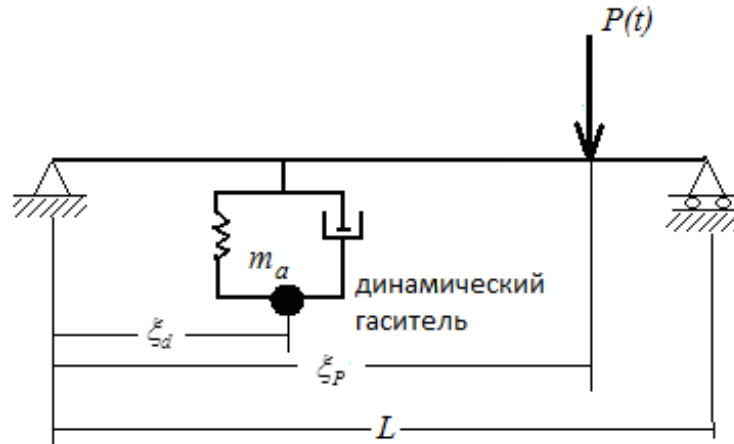 P(t)
m_a
динамический
гаситель
ξ_d
ξ_P
L